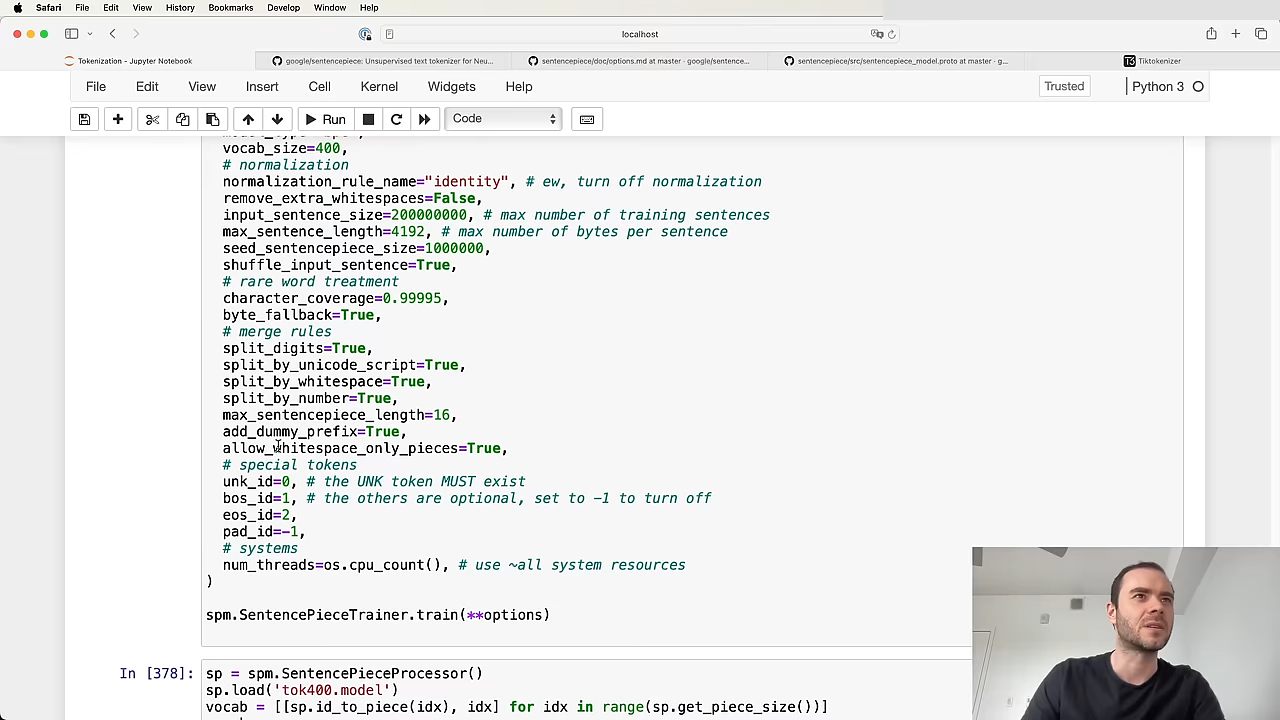 Safari File Edit View History Bookmarks Develop Window Help
localhost
Tokenization - Jupyter Notebook
google/sentencepiece: Unsupervised text tokenizer for Neu...
sentencepiece/doc/options.md at master · google/sentence...
sentencepiece/src/sentencepiece_model.proto at master · g...
Tiktokenizer
File Edit View Insert Cell Kernel Widgets Help
Trusted
Python 3
Run
Code
vocab_size=400,
# normalization
normalization_rule_name="identity", # ew, turn off normalization
remove_extra_whitespaces=False,
input_sentence_size=200000000, # max number of training sentences
max_sentence_length=4192, # max number of bytes per sentence
seed_sentencepiece_size=1000000,
shuffle_input_sentence=True,
# rare word treatment
character_coverage=0.99995,
byte_fallback=True,
# merge rules
split_digits=True,
split_by_unicode_script=True,
split_by_whitespace=True,
split_by_number=True,
max_sentencepiece_length=16,
add_dummy_prefix=True,
allow_whitespace_only_pieces=True,
# special tokens
unk_id=0, # the UNK token MUST exist
bos_id=1, # the others are optional, set to -1 to turn off
eos_id=2,
pad_id=-1,
# systems
num_threads=os.cpu_count(), # use ~all system resources
)
spm.SentencePieceTrainer.train(**options)
In [378]: sp = spm.SentencePieceProcessor()
sp.load('tok400.model')
vocab = [[sp.id_to_piece(idx), idx] for idx in range(sp.get_piece_size())]